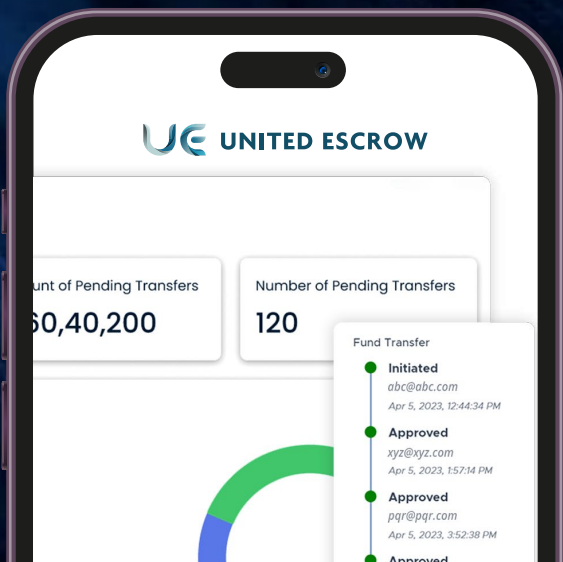 UE UNITED ESCROW
unt of Pending Transfers
60,40,200
Number of Pending Transfers
120
Fund Transfer
Initiated
abc@abc.com
Apr 5, 2023, 12:44:34 PM
Approved
xyz@xyz.com
Apr 5, 2023, 1:57:14 PM
Approved
pqr@pqr.com
Apr 5, 2023, 3:52:38 PM
Approved